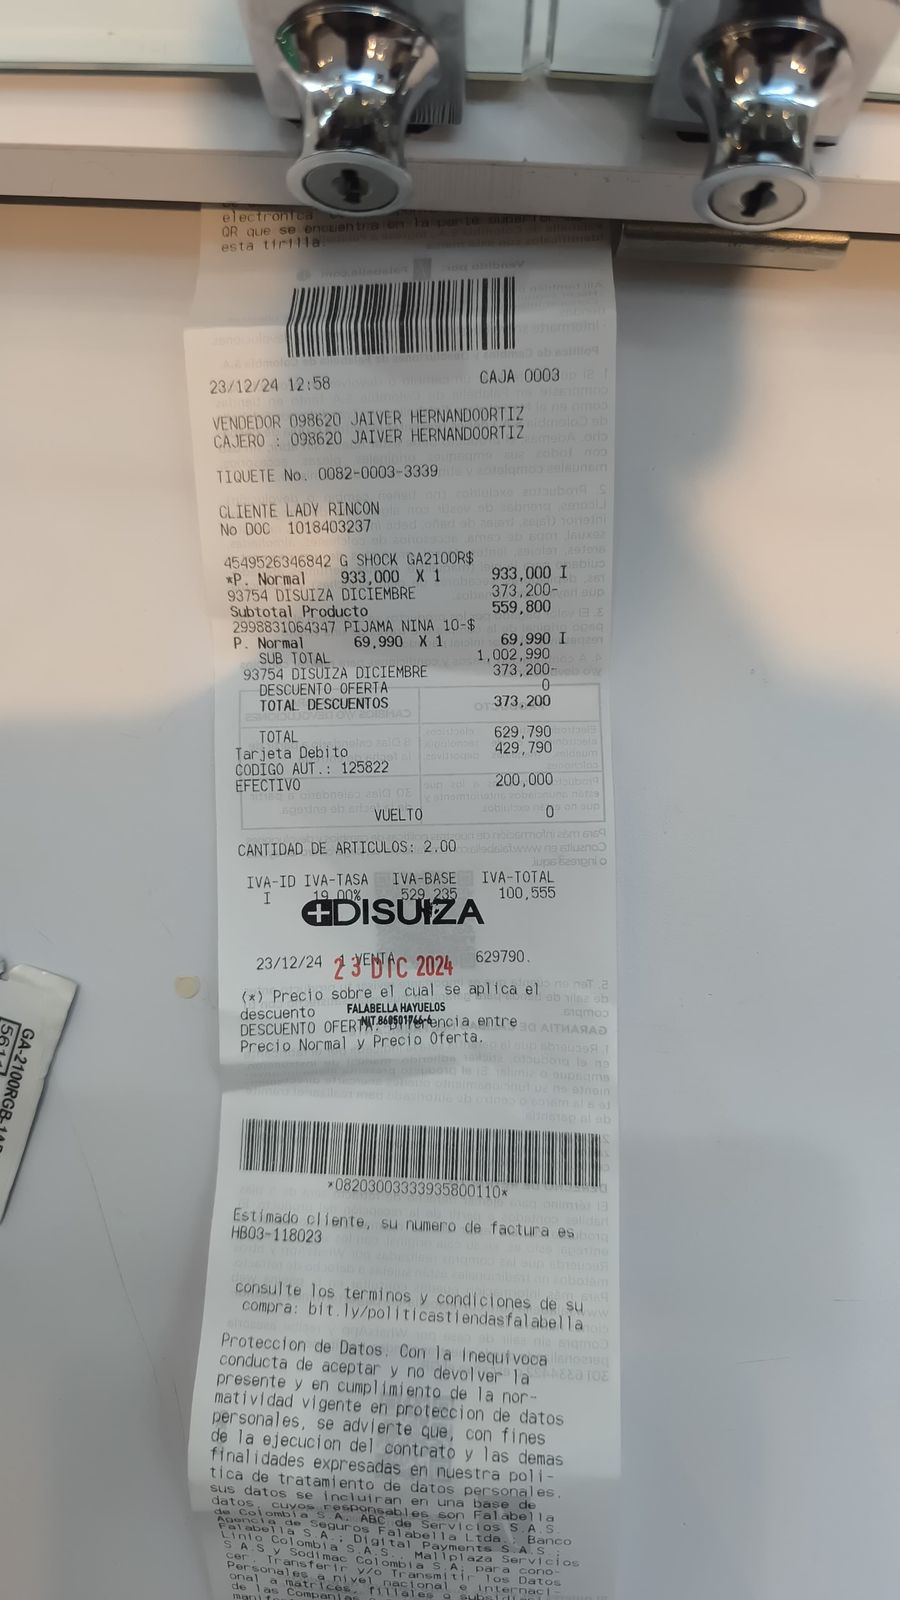 electronica
QR que se encuentra en la parte superior
esta tirilla.
23/12/24 12:58 CAJA 0003
VENDEDOR 098620 JAIVER HERNANDOORTIZ
CAJERO : 098620 JAIVER HERNANDOORTIZ
TIQUETE No. 0082-0003-3339
CLIENTE LADY RINCON
No DOC 1018403237
4549526346842 G SHOCK GA2100R$
*P. Normal 933,000 X 1 933,000 I
93754 DISUIZA DICIEMBRE 373,200-
Subtotal Producto 559,800
2998831064347 PIJAMA NINA 10-$
P. Normal 69,990 X 1 69,990 I
SUB TOTAL 1,002,990
93754 DISUIZA DICIEMBRE 373,200-
DESCUENTO OFERTA 0
TOTAL DESCUENTOS 373,200
TOTAL 629,790
Tarjeta Debito 429,790
CODIGO AUT.: 125822
EFECTIVO 200,000
VUELTO 0
CANTIDAD DE ARTICULOS: 2.00
IVA-ID IVA-TASA IVA-BASE IVA-TOTAL
I 19.00% 529,235 100,555
DISUIZA
23/12/24 1 VENTA 629790.
23 DIC 2024
(*) Precio sobre el cual se aplica el
descuento
FALABELLA HAYUELOS
NIT.860501766-6
DESCUENTO OFERTA: Diferencia entre
Precio Normal y Precio Oferta.
*08203003333935800110*
Estimado cliente, su numero de factura es
HB03-118023
consulte los terminos y condiciones de su
compra: bit.ly/politicastiendasfalabella
Proteccion de Datos. Con la inequivoca
conducta de aceptar y no devolver la
presente y en cumplimiento de la nor-
matividad vigente en proteccion de datos
personales, se advierte que, con fines
de la ejecucion del contrato y las demas
finalidades expresadas en nuestra poli-
tica de tratamiento de datos personales.
sus datos se incluiran en una base de
datos, cuyos responsables son Falabella
de Colombia S.A. ABC de Servicios S.A.S.
Agencia de Seguros Falabella Ltda.; Banco
Falabella S.A.; Digital Payments S.A.S.;
Linio Colombia S.A.S., Mallplaza Servicios
S.A.S y Sodimac Colombia S.A. para cono-
cer, Transferir y/o Transmitir los Datos
Personales a nivel nacional e internaci-
onal a matrices, filiales o
de las Companias
GA-2100RGB-1A